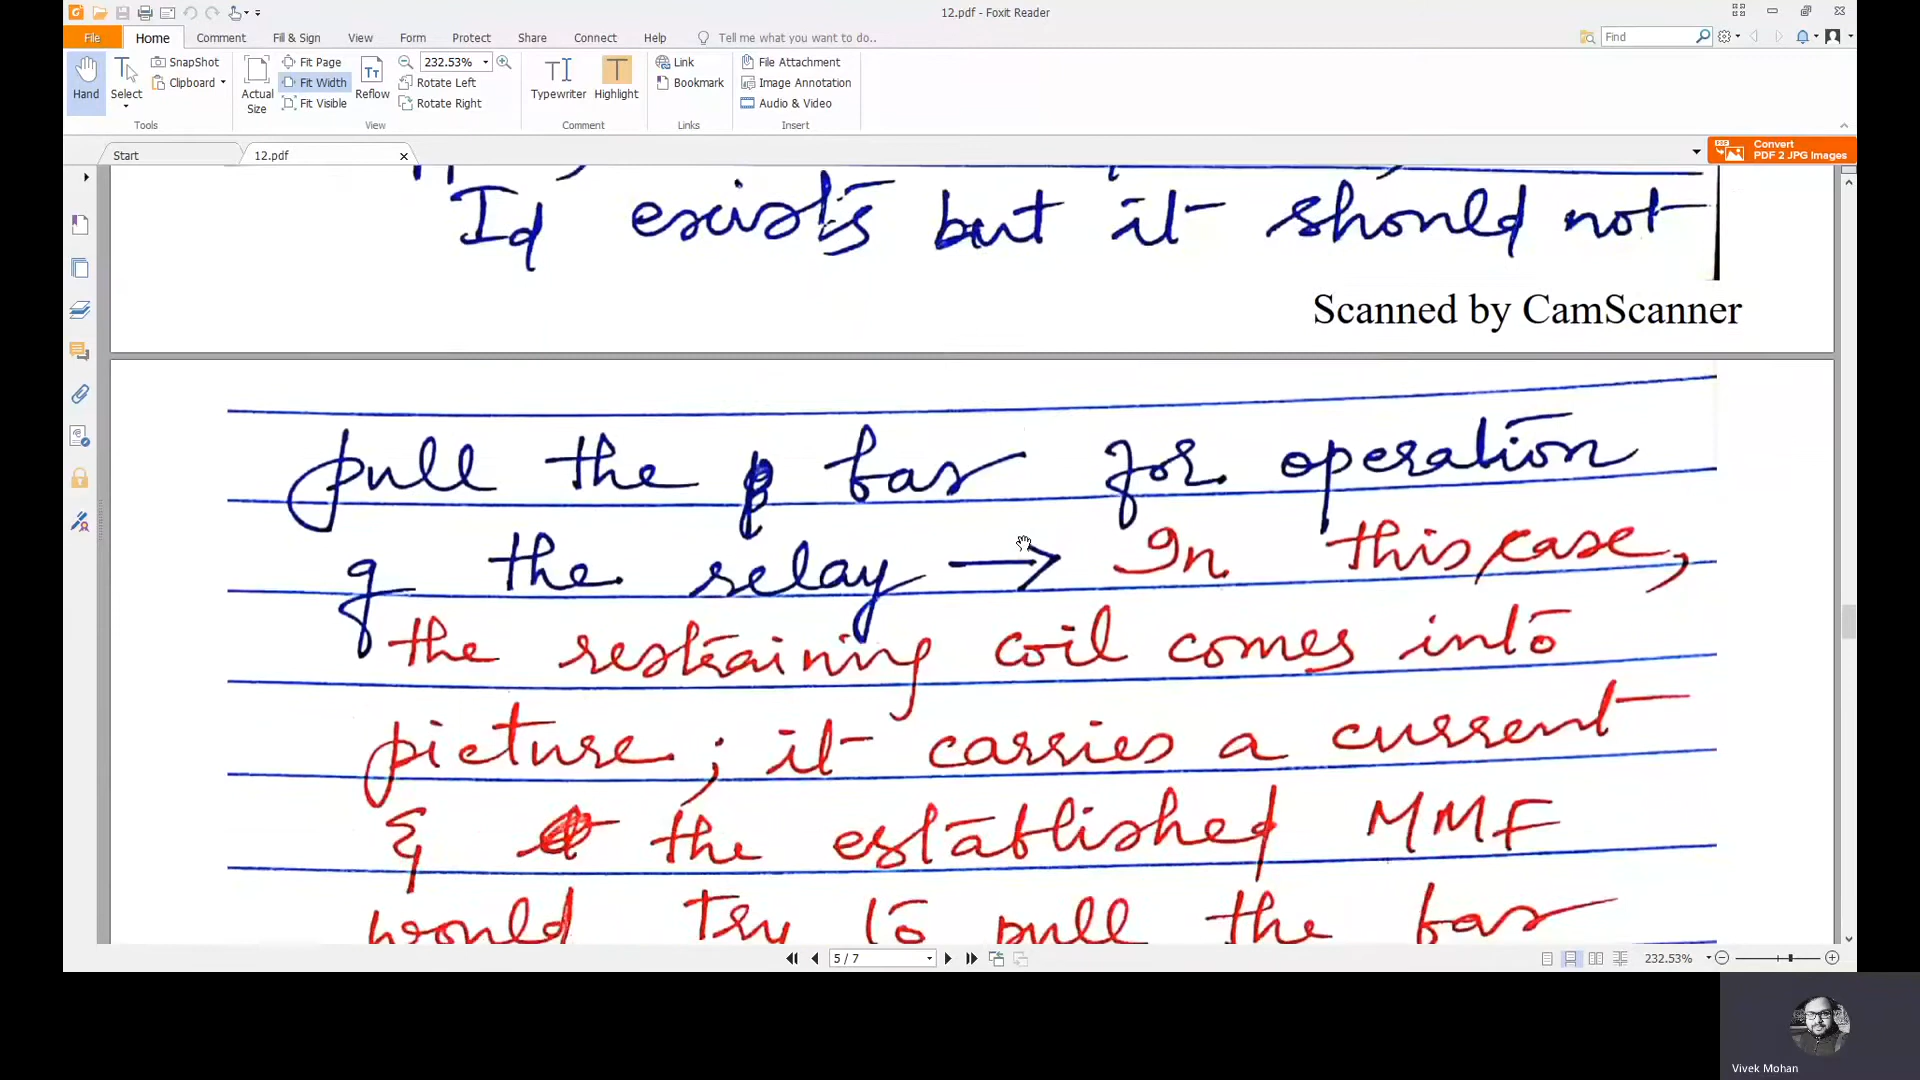 12.pdf - Foxit Reader
File Home Comment Fill & Sign View Form Protect Share Connect Help Tell me what you want to do.. Find
Hand
Select
SnapShot
Clipboard
Tools
Actual Size
Fit Page
Fit Width
Fit Visible
Reflow
232.53%
Rotate Left
Rotate Right
View
Typewriter
Highlight
Comment
Link
Bookmark
Links
File Attachment
Image Annotation
Audio & Video
Insert
Start
12.pdf
Convert
PDF 2 JPG Images
Id exists but it should not
Scanned by CamScanner
pull the bar for operation
of the relay → In this case,
the restraining coil comes into
picture; it carries a current
& the established MMF
would try to pull the bar
5 / 7
232.53%
Vivek Mohan